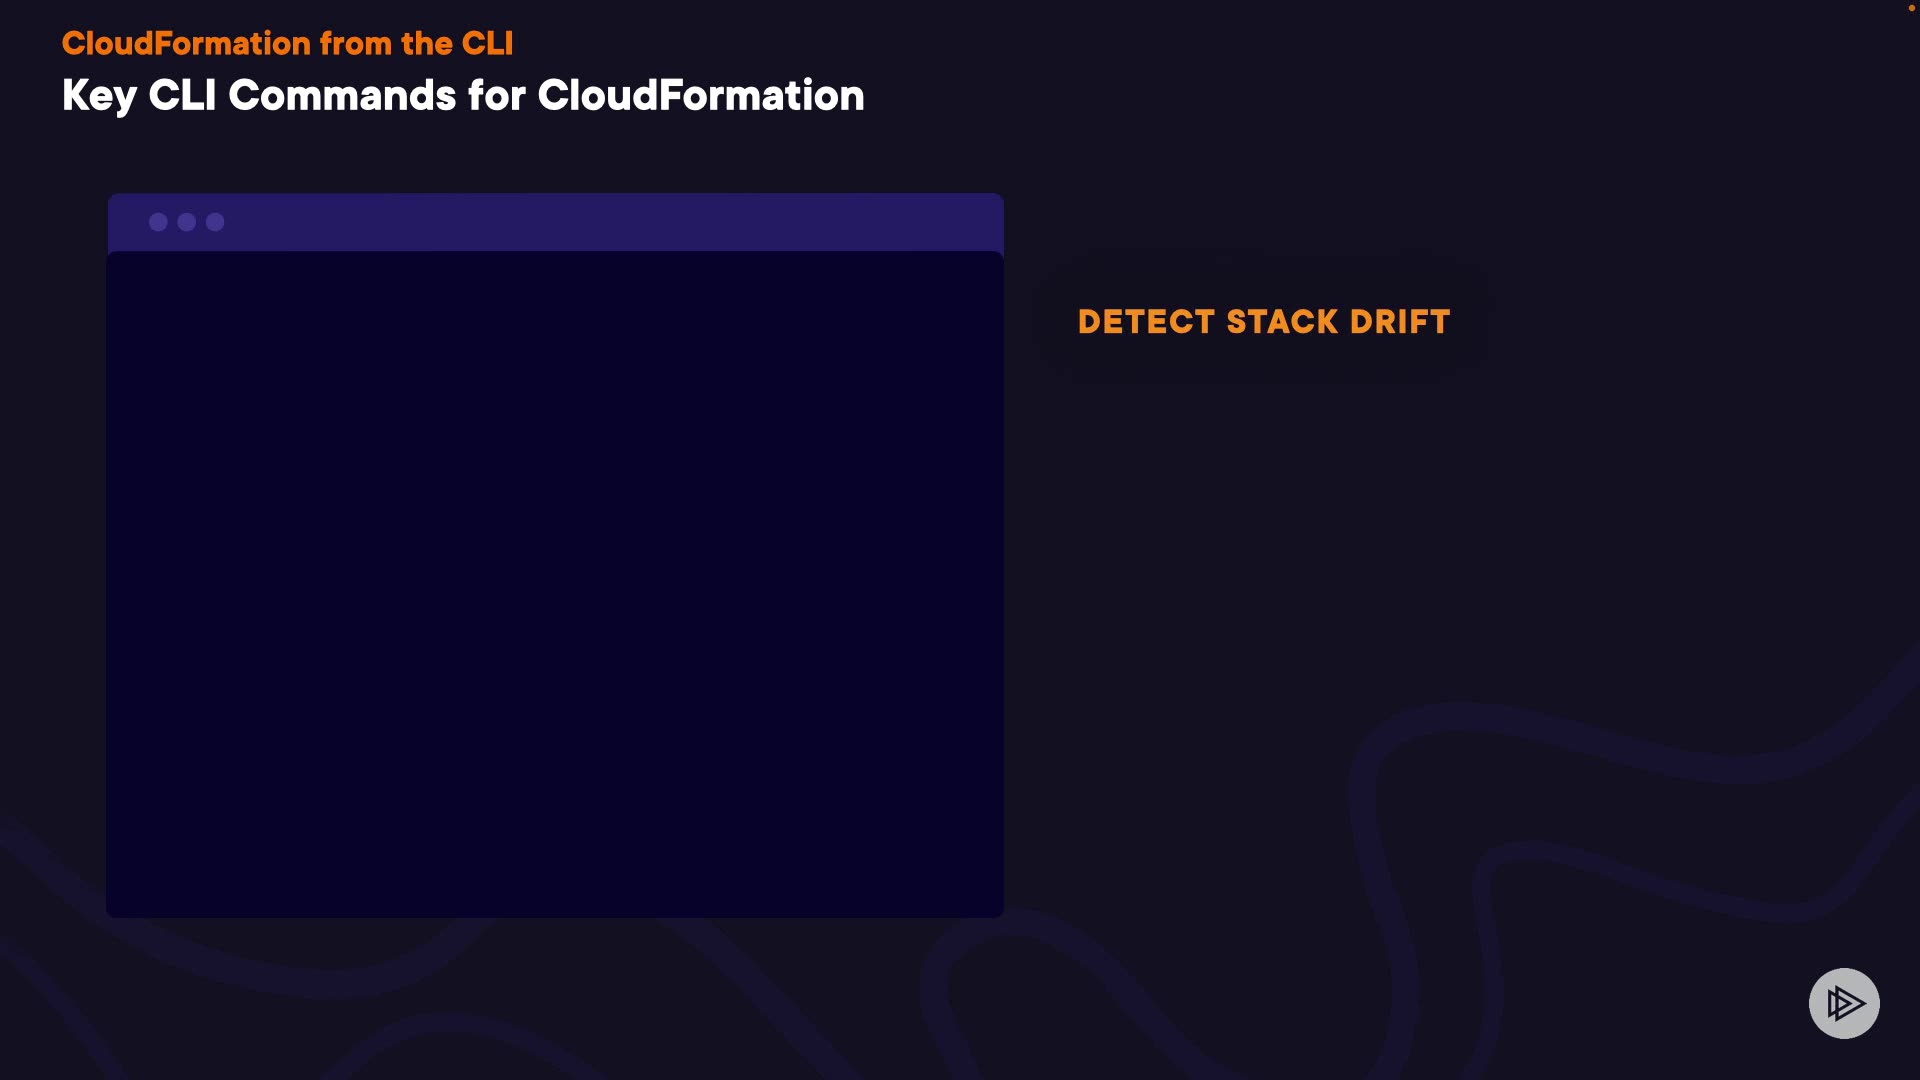 CloudFormation from the CLI
Key CLI Commands for CloudFormation
DETECT STACK DRIFT